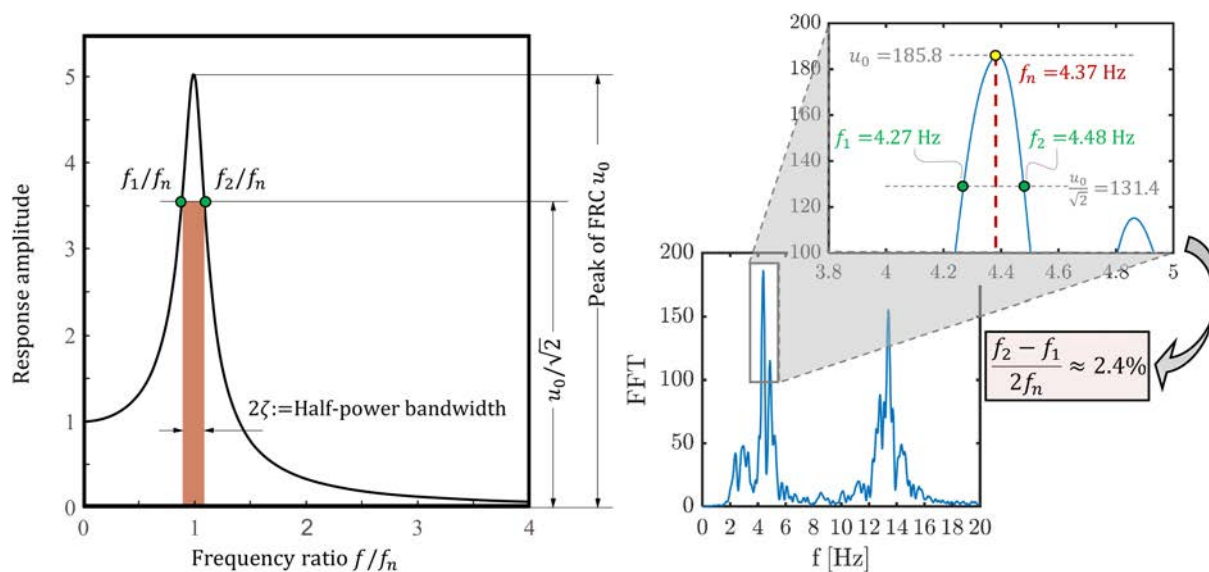 Response amplitude
5
4
3
2
1
0
0
1
2
3
4
Frequency ratio f/fₙ
f₁/fₙ
f₂/fₙ
2ζ:=Half-power bandwidth
u₀/√2
Peak of FRC u₀
200
180
160
140
120
100
3.8
4
4.2
4.4
4.6
4.8
5
u₀ =185.8
fₙ =4.37 Hz
f₁ =4.27 Hz
f₂ =4.48 Hz
u₀/√2 =131.4
FFT
200
150
100
50
0
0
2
4
6
8
10
12
14
16
18
20
f [Hz]
(f₂ − f₁)/2fₙ ≈ 2.4%